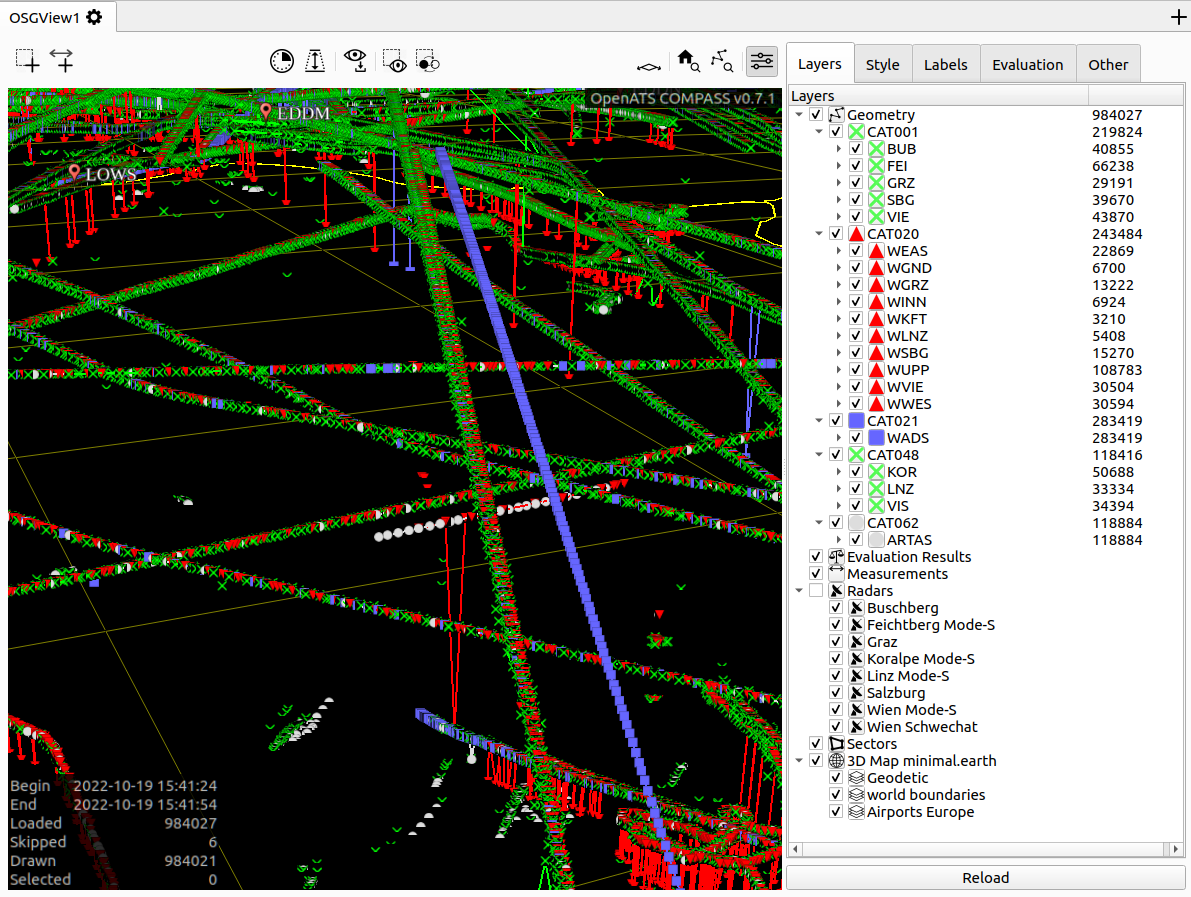 OSGView1
Layers Style Labels Evaluation Other
OpenATS COMPASS v0.7.1
EDDM
LOWS
Begin 2022-10-19 15:41:24
End 2022-10-19 15:41:54
Loaded 984027
Skipped 6
Drawn 984021
Selected 0
Layers
Geometry 984027
CAT001 219824
BUB 40855
FEI 66238
GRZ 29191
SBG 39670
VIE 43870
CAT020 243484
WEAS 22869
WGND 6700
WGRZ 13222
WINN 6924
WKFT 3210
WLNZ 5408
WSBG 15270
WUPP 108783
WVIE 30504
WWES 30594
CAT021 283419
WADS 283419
CAT048 118416
KOR 50688
LNZ 33334
VIS 34394
CAT062 118884
ARTAS 118884
Evaluation Results
Measurements
Radars
Buschberg
Feichtberg Mode-S
Graz
Koralpe Mode-S
Linz Mode-S
Salzburg
Wien Mode-S
Wien Schwechat
Sectors
3D Map minimal.earth
Geodetic
world boundaries
Airports Europe
Reload